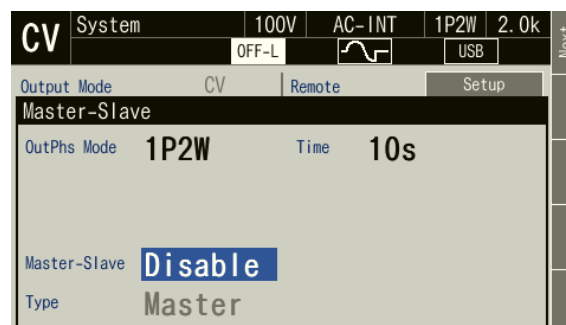 CV System 100V AC-INT 1P2W 2.0k
OFF-L USB
Next
Output Mode CV Remote Setup
Master-Slave
OutPhs Mode 1P2W Time 10s
Master-Slave Disable
Type Master